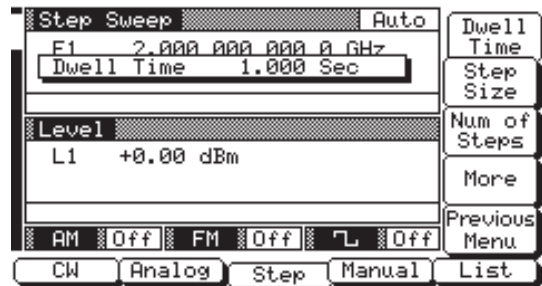 Step Sweep Auto
F1 2.000 000 000 0 GHz
Dwell Time 1.000 Sec
Level
L1 +0.00 dBm
AM Off FM Off Off
CW Analog Step Manual List
Dwell
Time
Step
Size
Num of
Steps
More
Previous
Menu